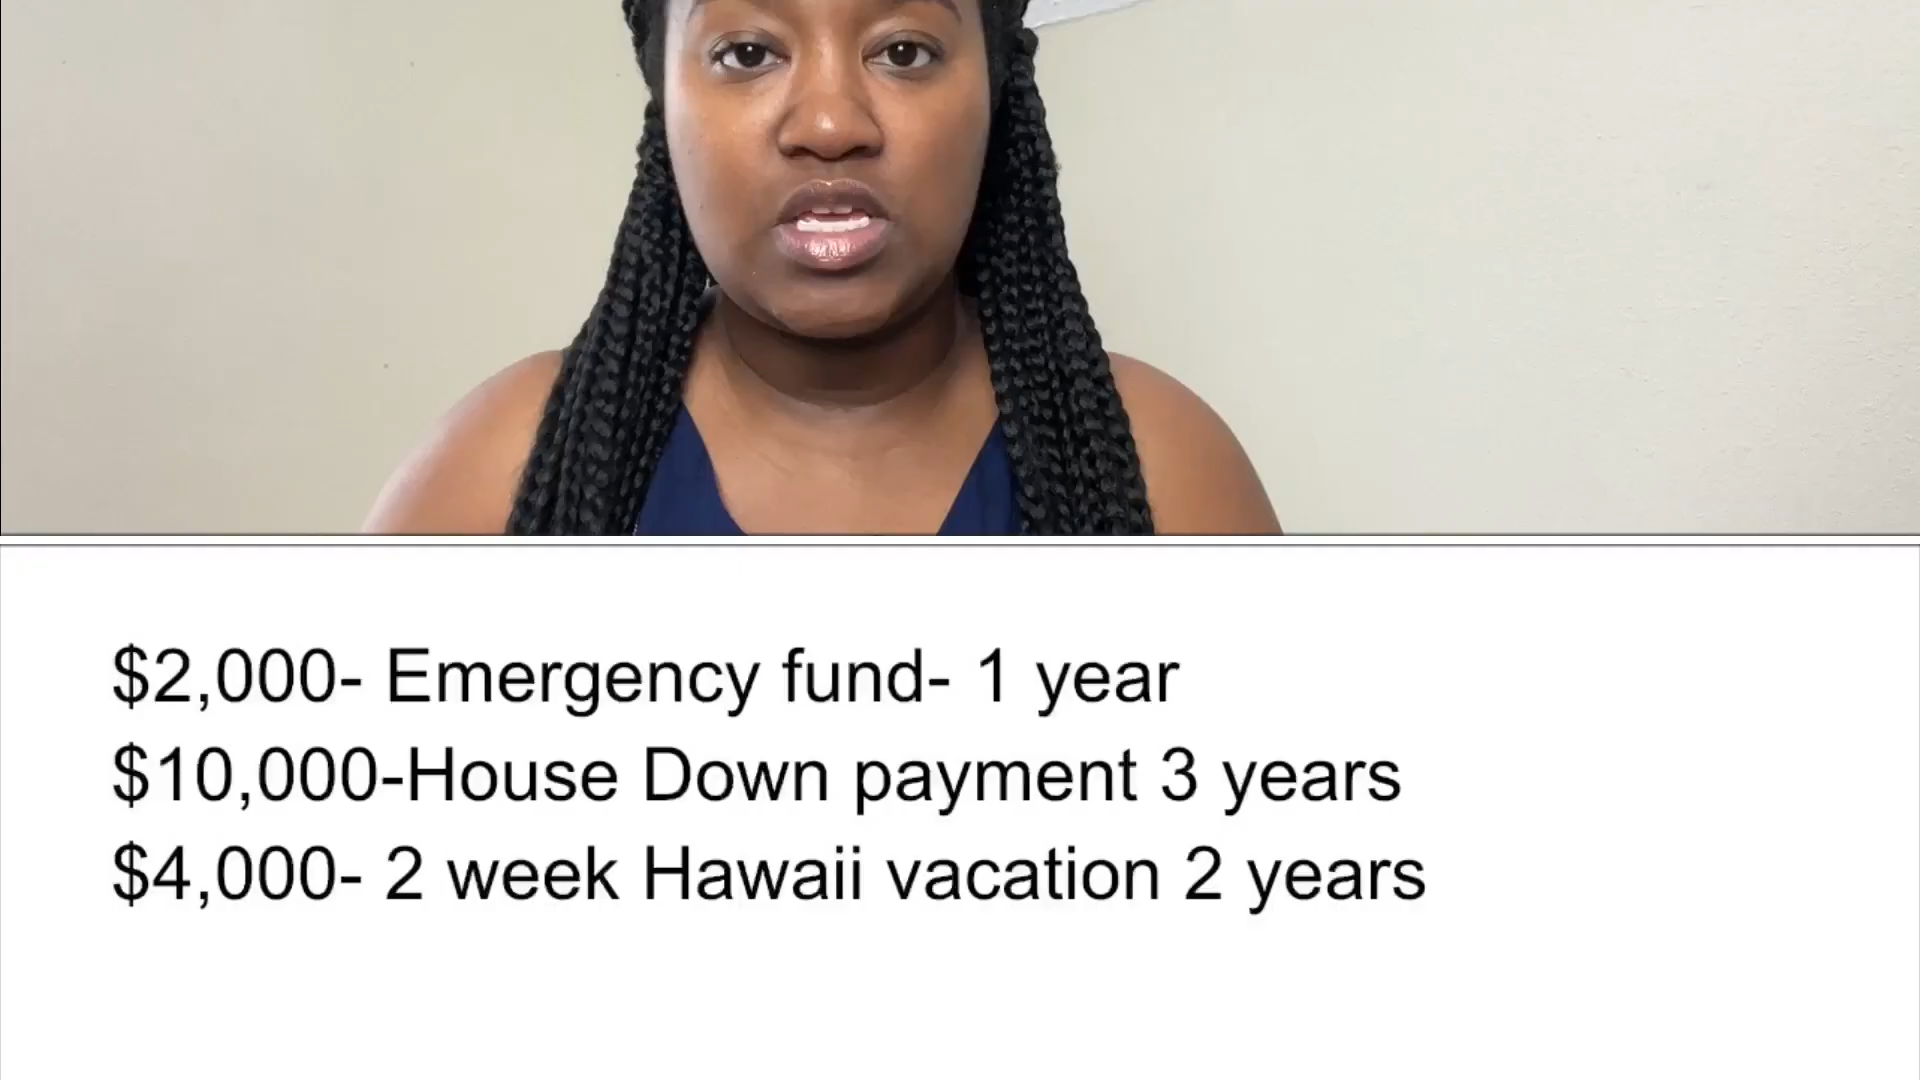 $2,000- Emergency fund- 1 year
$10,000-House Down payment 3 years
$4,000- 2 week Hawaii vacation 2 years